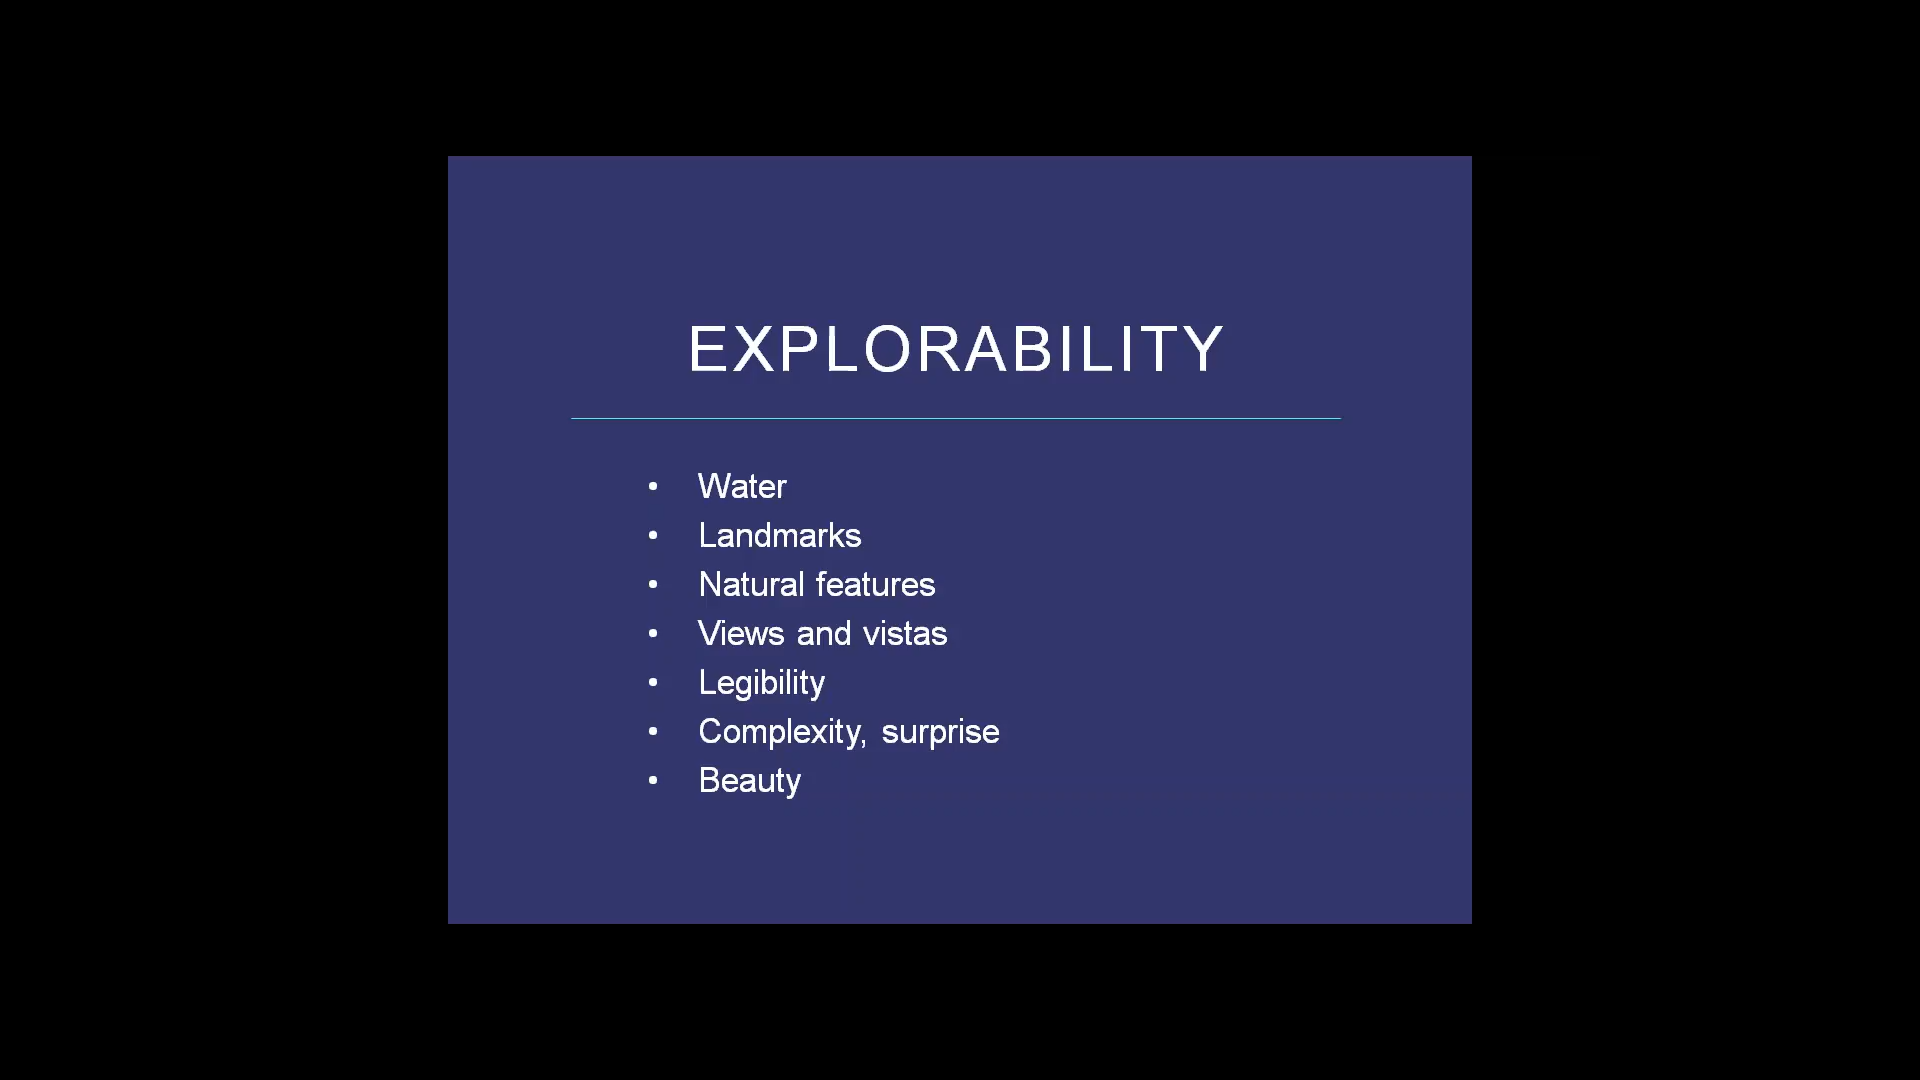 EXPLORABILITY
• Water
• Landmarks
• Natural features
• Views and vistas
• Legibility
• Complexity, surprise
• Beauty